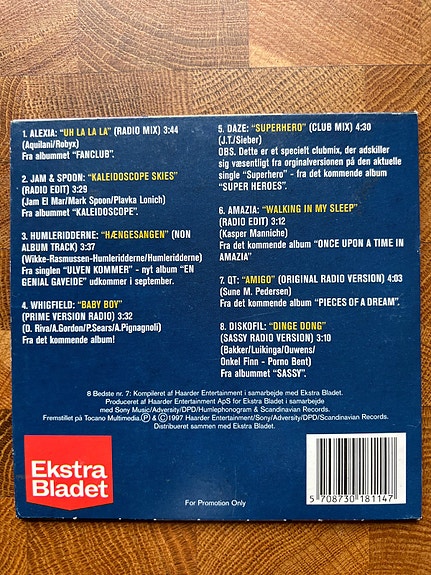 1. ALEXIA: "UH LA LA LA" (RADIO MIX) 3:44
(Aquilani/Robyx)
Fra albummet "FANCLUB".
2. JAM & SPOON: "KALEIDOSCOPE SKIES"
(RADIO EDIT) 3:29
(Jam El Mar/Mark Spoon/Plavka Lonich)
Fra albummet "KALEIDOSCOPE".
3. HUMLERIDDERNE: "HÆNGESANGEN" (NON
ALBUM TRACK) 3:37
(Wikke-Rasmussen-Humleridderne/Humleridderne)
Fra singlen "ULVEN KOMMER" - nyt album "EN
GENIAL GAVEIDE" udkommer i september.
4. WHIGFIELD: "BABY BOY"
(PRIME VERSION RADIO) 3:32
(D. Riva/A.Gordon/P.Sears/A.Pignagnoli)
Fra det kommende album!
5. DAZE: "SUPERHERO" (CLUB MIX) 4:30
(J.T./Sieber)
OBS. Dette er et specielt clubmix, der adskiller
sig væsentligt fra orginalversionen på den aktuelle
single "Superhero" - fra det kommende album
"SUPER HEROES".
6. AMAZIA: "WALKING IN MY SLEEP"
(RADIO EDIT) 3:12
(Kasper Manniche)
Fra det kommende album "ONCE UPON A TIME IN
AMAZIA"
7. QT: "AMIGO" (ORIGINAL RADIO VERSION) 4:03
(Sune M. Pedersen)
Fra det kommende album "PIECES OF A DREAM".
8. DISKOFIL: "DINGE DONG"
(SASSY RADIO VERSION) 3:10
(Bakker/Luikinga/Ouwens/
Onkel Finn - Porno Bent)
Fra albummet "SASSY".
8 Bedste nr. 7: Kompileret af Haarder Entertainment i samarbejde med Ekstra Bladet.
Produceret af Haarder Entertainment ApS for Ekstra Bladet i samarbejde
med Sony Music/Adversity/DPD/Humlephonogram & Scandinavian Records.
Fremstillet på Tocano Multimedia. Ⓟ & © 1997 Haarder Entertainment/Sony/Adversity/DPD/Scandinavian Records.
Distribueret sammen med Ekstra Bladet.
Ekstra
Bladet
For Promotion Only
5 708730 181147